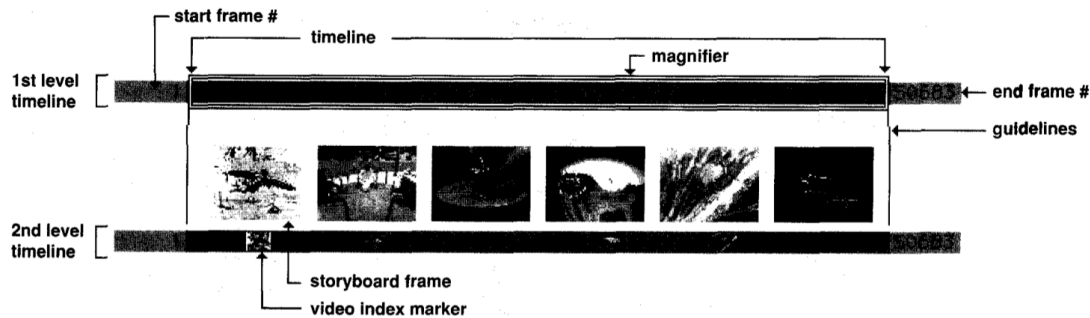 start frame #
timeline
magnifier
1st level
timeline
end frame #
guidelines
2nd level
timeline
storyboard frame
video index marker